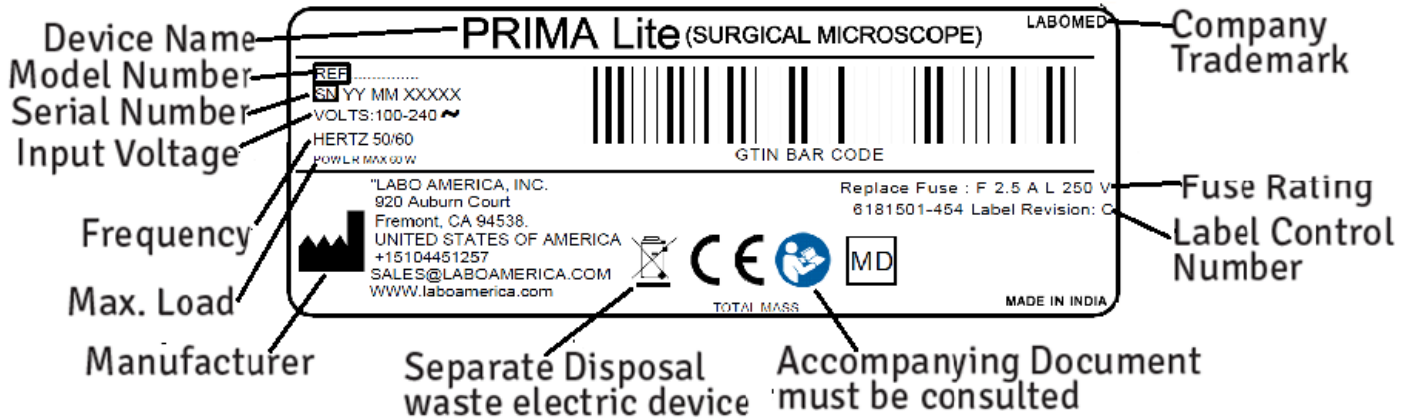 Device Name
Model Number
Serial Number
Input Voltage
Frequency
Max. Load
Manufacturer
PRIMA Lite (SURGICAL MICROSCOPE)
LABOMED
Company
Trademark
REF ..............
SN YY MM XXXXX
VOLTS:100-240 ~
HERTZ 50/60
POWER MAX 60 W
GTIN BAR CODE
"LABO AMERICA, INC.
920 Auburn Court
Fremont, CA 94538.
UNITED STATES OF AMERICA
+15104451257
SALES@LABOAMERICA.COM
WWW.laboamerica.com
Replace Fuse : F 2.5 A L 250 V
6181501-454 Label Revision: C
CE
MD
TOTAL MASS
MADE IN INDIA
Fuse Rating
Label Control
Number
Separate Disposal
waste electric device
Accompanying Document
must be consulted